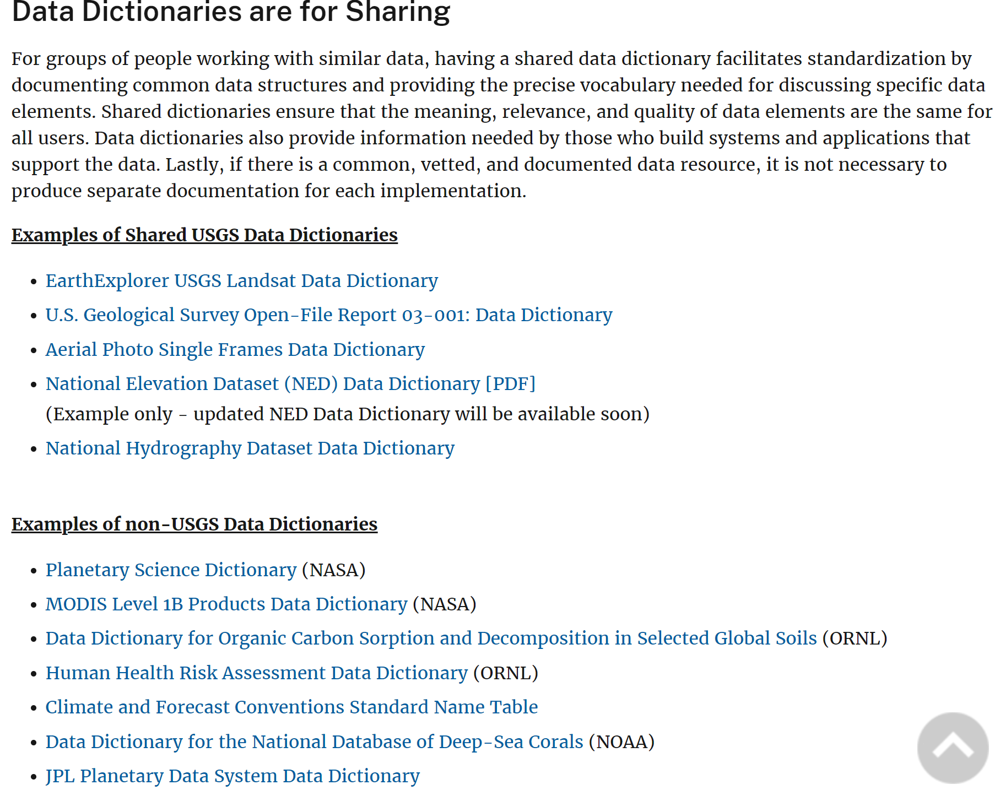 Data Dictionaries are for Sharing
For groups of people working with similar data, having a shared data dictionary facilitates standardization by
documenting common data structures and providing the precise vocabulary needed for discussing specific data
elements. Shared dictionaries ensure that the meaning, relevance, and quality of data elements are the same for
all users. Data dictionaries also provide information needed by those who build systems and applications that
support the data. Lastly, if there is a common, vetted, and documented data resource, it is not necessary to
produce separate documentation for each implementation.
Examples of Shared USGS Data Dictionaries
• EarthExplorer USGS Landsat Data Dictionary
• U.S. Geological Survey Open-File Report 03-001: Data Dictionary
• Aerial Photo Single Frames Data Dictionary
• National Elevation Dataset (NED) Data Dictionary [PDF]
(Example only - updated NED Data Dictionary will be available soon)
• National Hydrography Dataset Data Dictionary
Examples of non-USGS Data Dictionaries
• Planetary Science Dictionary (NASA)
• MODIS Level 1B Products Data Dictionary (NASA)
• Data Dictionary for Organic Carbon Sorption and Decomposition in Selected Global Soils (ORNL)
• Human Health Risk Assessment Data Dictionary (ORNL)
• Climate and Forecast Conventions Standard Name Table
• Data Dictionary for the National Database of Deep-Sea Corals (NOAA)
• JPL Planetary Data System Data Dictionary